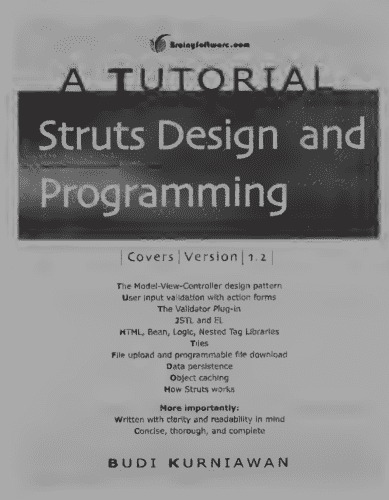 BrainySoftware.com
A TUTORIAL
Struts Design and
Programming
|Covers|Version|1.2|
The Model-View-Controller design pattern
User input validation with action forms
The Validator Plug-in
JSTL and EL
HTML, Bean, Logic, Nested Tag Libraries
Tiles
File upload and programmable file download
Data persistence
Object caching
How Struts works
More importantly:
Written with clarity and readability in mind
Concise, thorough, and complete
BUDI KURNIAWAN